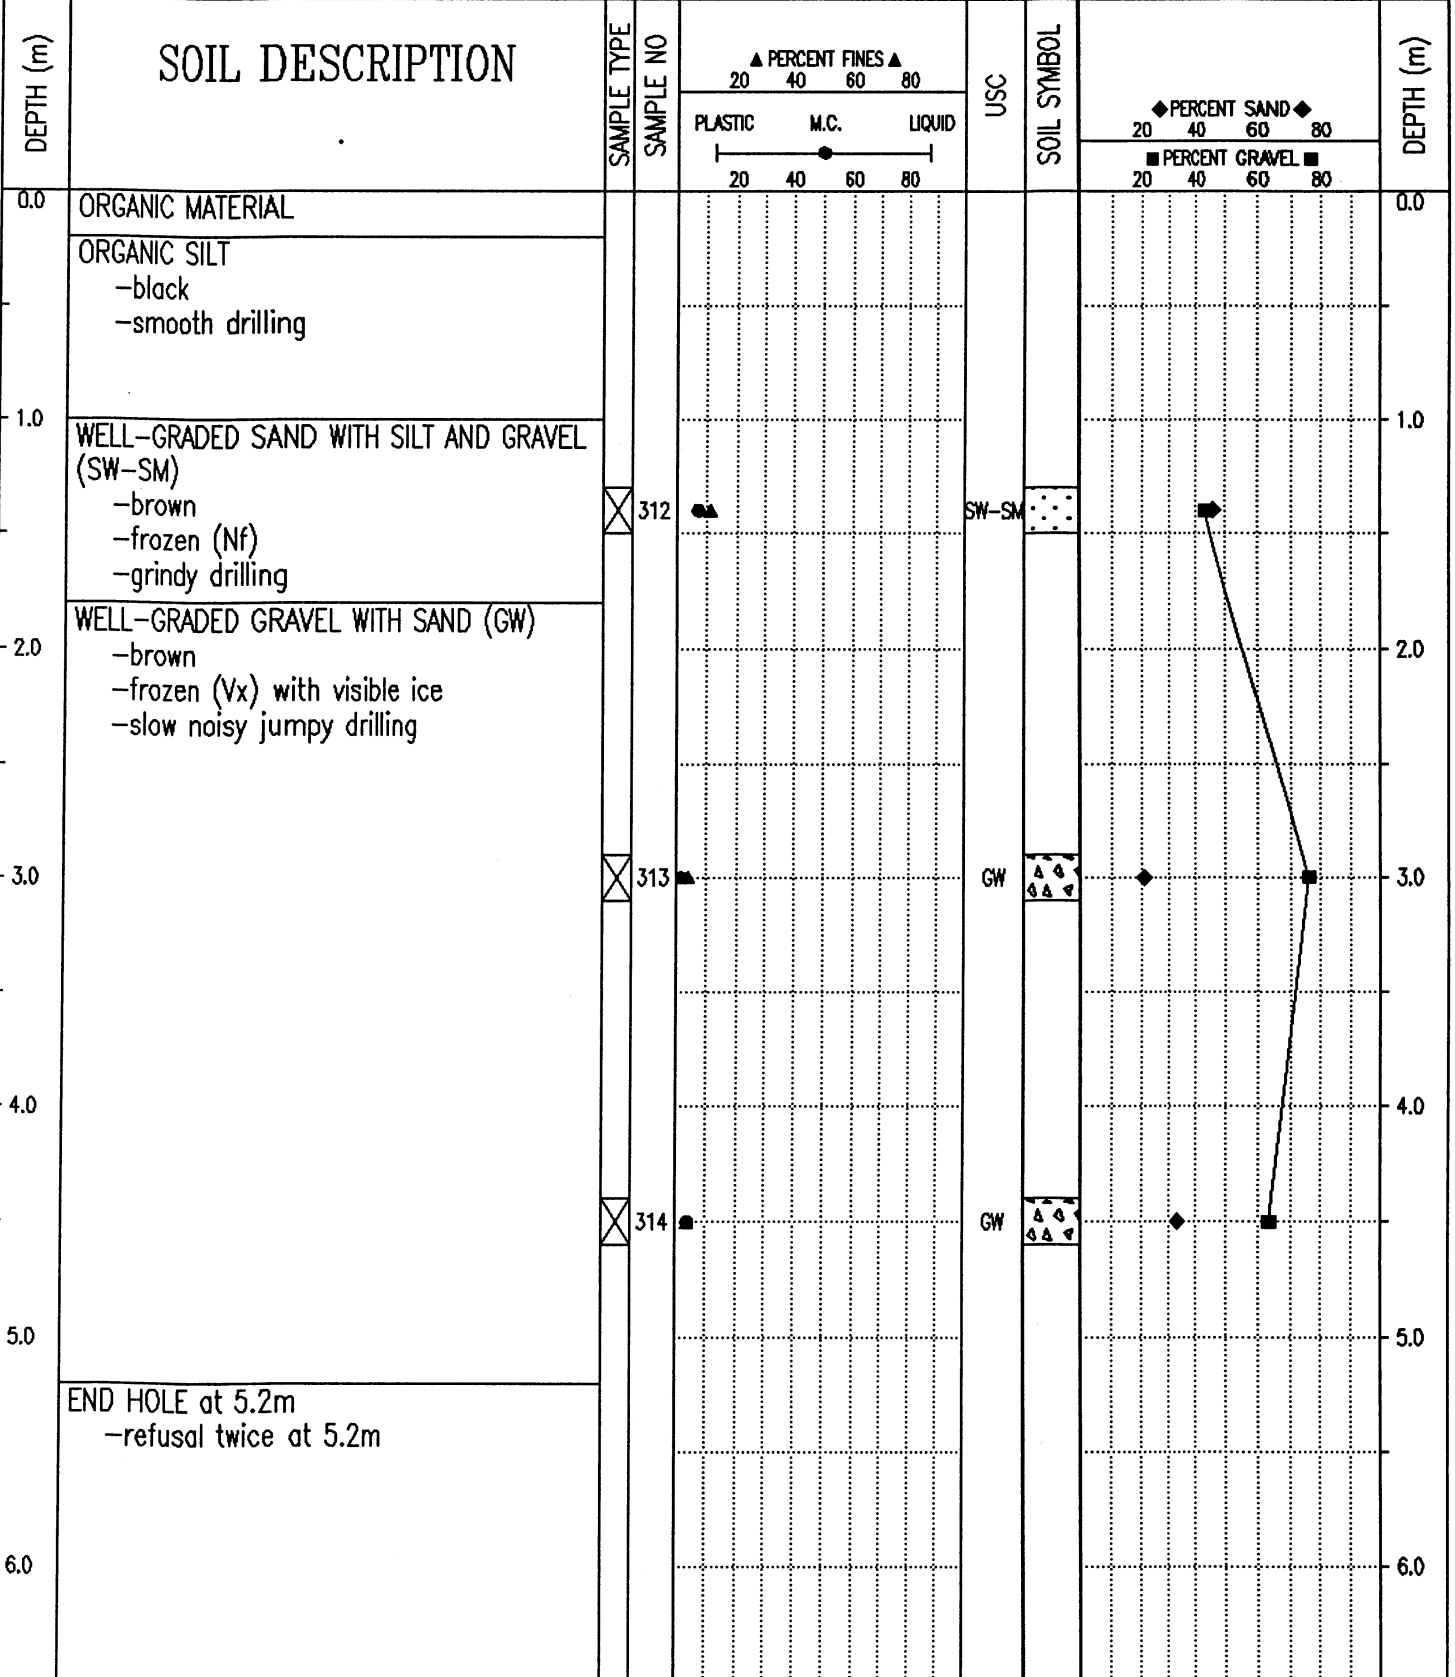 DEPTH (m)
SOIL DESCRIPTION
SAMPLE TYPE
SAMPLE NO
▲ PERCENT FINES ▲
20 40 60 80
PLASTIC M.C. LIQUID
20 40 60 80
USC
SOIL SYMBOL
◆PERCENT SAND◆
20 40 60 80
■PERCENT GRAVEL■
20 40 60 80
DEPTH (m)
0.0
ORGANIC MATERIAL
0.0
ORGANIC SILT
-black
-smooth drilling
1.0
1.0
WELL-GRADED SAND WITH SILT AND GRAVEL
(SW-SM)
-brown
312
SW-SM
-frozen (Nf)
-grindy drilling
WELL-GRADED GRAVEL WITH SAND (GW)
2.0
-brown
2.0
-frozen (Vx) with visible ice
-slow noisy jumpy drilling
3.0
313
GW
3.0
4.0
4.0
314
GW
5.0
5.0
END HOLE at 5.2m
-refusal twice at 5.2m
6.0
6.0